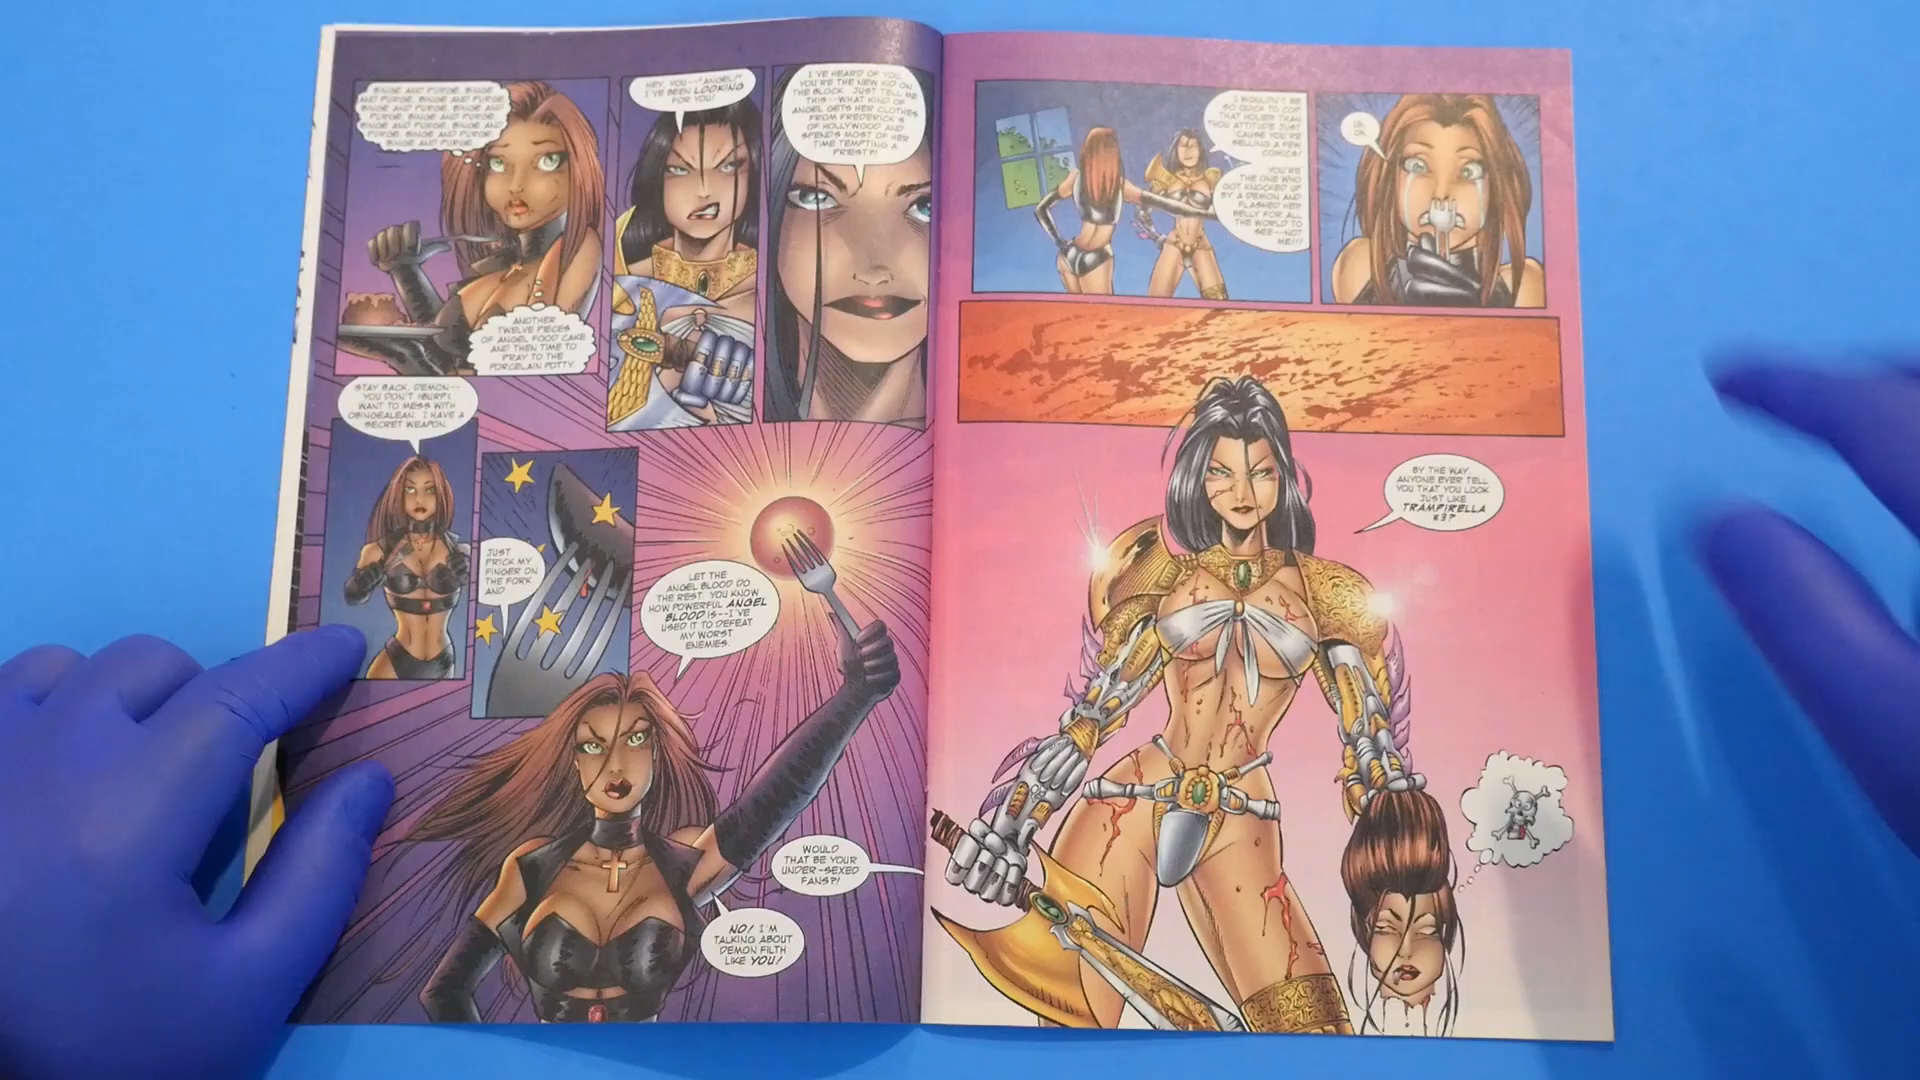 BINGE AND PURGE. BINGE
AND PURGE. BINGE AND PURGE.
BINGE AND PURGE. BINGE AND
PURGE. BINGE AND PURGE.
BINGE AND PURGE. BINGE AND
PURGE. BINGE AND PURGE.
BINGE AND PURGE.
ANOTHER
TWELVE PIECES
OF ANGEL FOOD CAKE
AND THEN TIME TO
PRAY TO THE
PORCELAIN POTTY.
HEY, YOU--"ANGEL!"
I'VE BEEN LOOKING
FOR YOU!
I'VE HEARD OF YOU.
YOU'RE THE NEW KID ON
THE BLOCK. JUST TELL ME
THIS--WHAT KIND OF
ANGEL GETS HER CLOTHES
FROM FREDERICK'S
OF HOLLYWOOD AND
SPENDS MOST OF HER
TIME TEMPTING A
PRIEST?!
STAY BACK, DEMON--
YOU DON'T (BURP)
WANT TO MESS WITH
OBNGEALEAN. I HAVE A
SECRET WEAPON.
JUST
PRICK MY
FINGER ON
THE FORK
AND
LET THE
ANGEL BLOOD DO
THE REST. YOU KNOW
HOW POWERFUL ANGEL
BLOOD IS--I'VE
USED IT TO DEFEAT
MY WORST
ENEMIES.
WOULD
THAT BE YOUR
UNDER-SEXED
FANS?!
NO! I'M
TALKING ABOUT
DEMON FILTH
LIKE YOU!
I WOULDN'T BE
SO QUICK TO COP
THAT HOLIER THAN
THOU ATTITUDE JUST
'CAUSE YOU'RE
SELLING A FEW
COMICS!
YOU'RE
THE ONE WHO
GOT KNOCKED UP
BY A DEMON AND
FLASHED HER
BELLY FOR ALL
THE WORLD TO
SEE--NOT
ME!!!
BY THE WAY,
ANYONE EVER TELL
YOU THAT YOU LOOK
JUST LIKE
TRAMPIRELLA
#3?